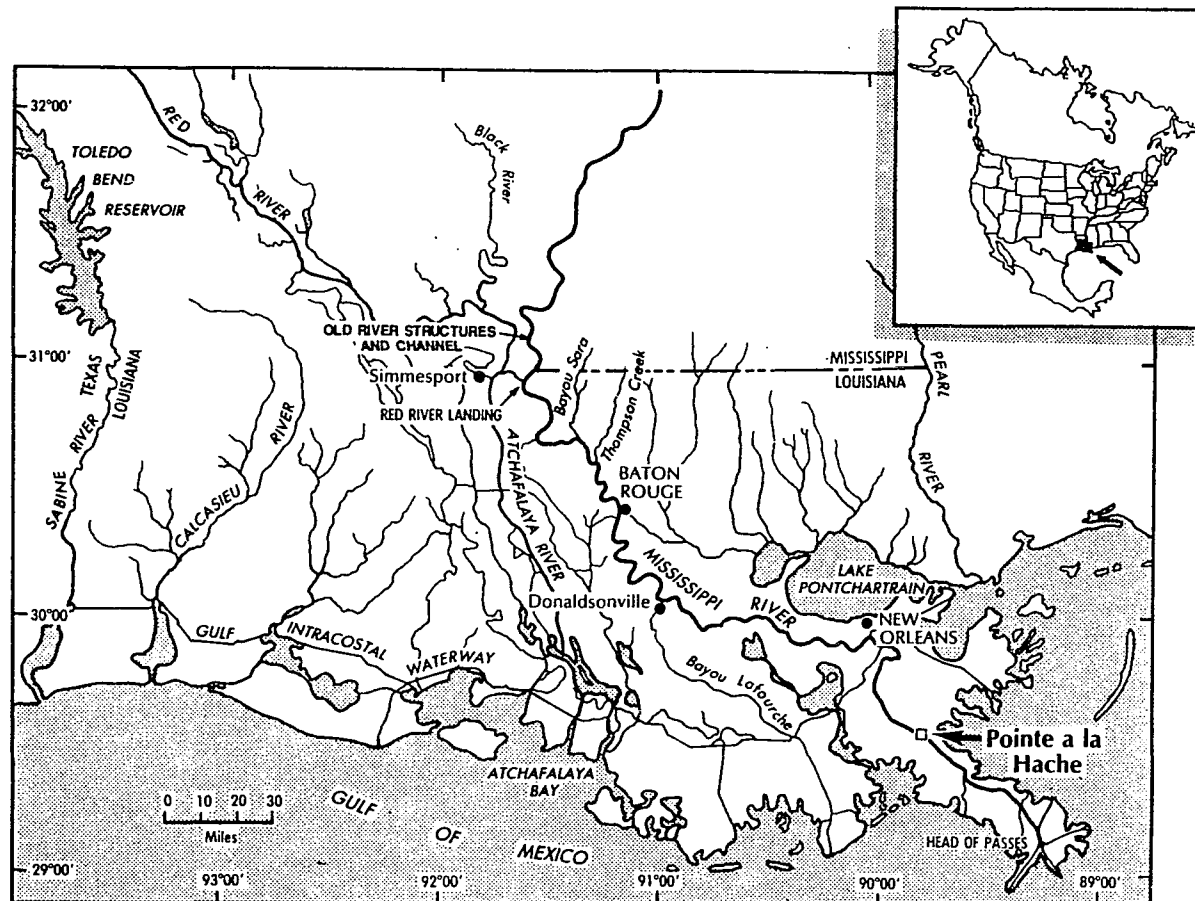 32°00'
RED
RIVER
Black
River
TOLEDO
BEND
RESERVOIR
31°00'
OLD RIVER STRUCTURES
AND CHANNEL
Simmesport
RED RIVER LANDING
Bayou Sara
Thompson Creek
MISSISSIPPI
LOUISIANA
PEARL
RIVER
TEXAS
LOUISIANA
SABINE RIVER
CALCASIEU
RIVER
ATCHAFALAYA RIVER
BATON
ROUGE
MISSISSIPPI
RIVER
LAKE
PONTCHARTRAIN
Donaldsonville
NEW
ORLEANS
30°00'
GULF
INTRACOSTAL
WATERWAY
Bayou Lafourche
Pointe a la
Hache
ATCHAFALAYA
BAY
0 10 20 30
Miles
GULF
OF
MEXICO
HEAD OF PASSES
29°00'
93°00'
92°00'
91°00'
90°00'
89°00'